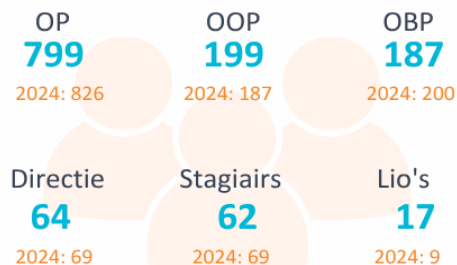 OP OOP OBP
799 199 187
2024: 826 2024: 187 2024: 200
Directie Stagiairs Lio's
64 62 17
2024: 69 2024: 69 2024: 9